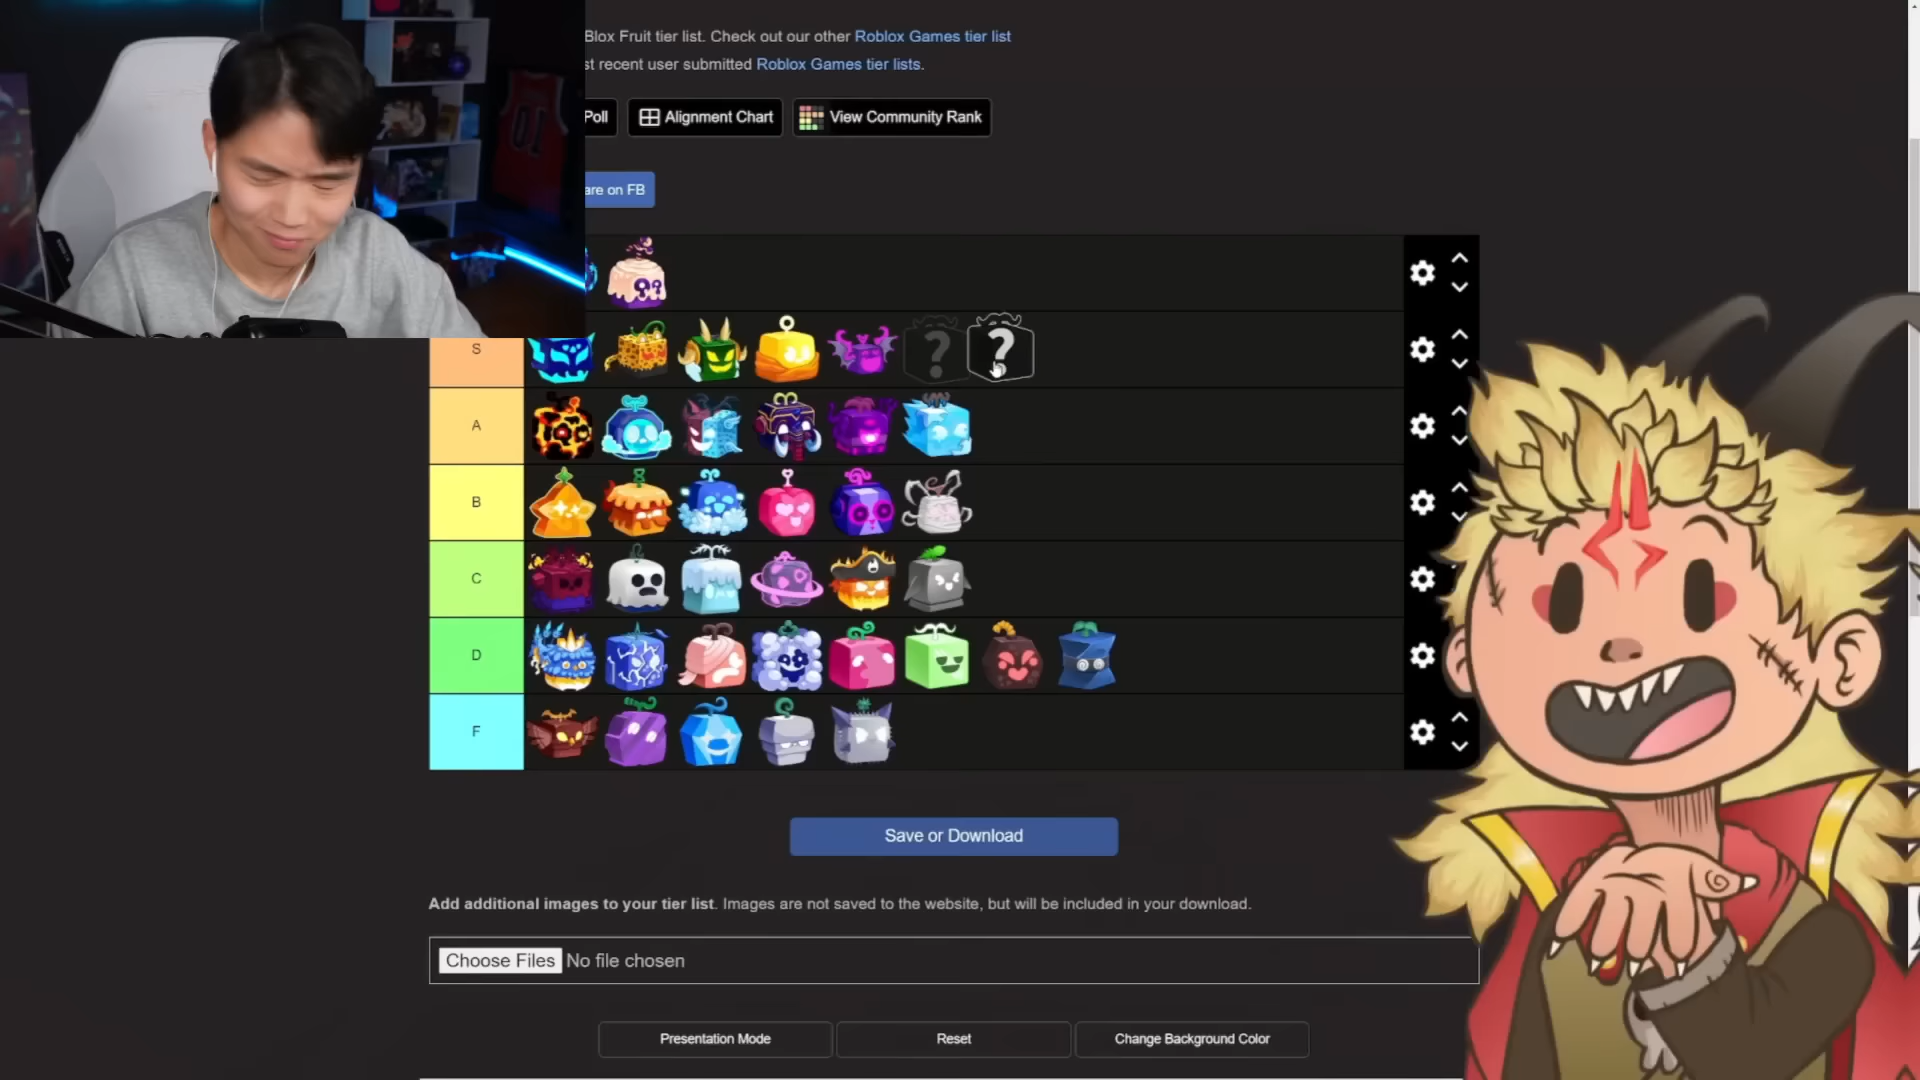 Blox Fruit tier list. Check out our other Roblox Games tier list
st recent user submitted Roblox Games tier lists.
Poll
Alignment Chart
View Community Rank
are on FB
S
? ?
A
B
C
D
F
Save or Download
Add additional images to your tier list. Images are not saved to the website, but will be included in your download.
Choose Files No file chosen
Presentation Mode
Reset
Change Background Color
10